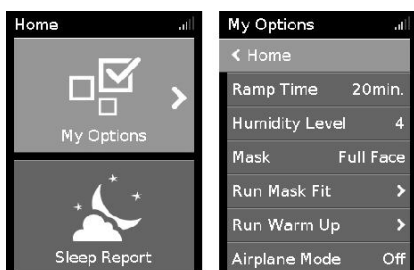 Home
My Options
Sleep Report
My Options
Home
Ramp Time 20min.
Humidity Level 4
Mask Full Face
Run Mask Fit
Run Warm Up
Airplane Mode Off